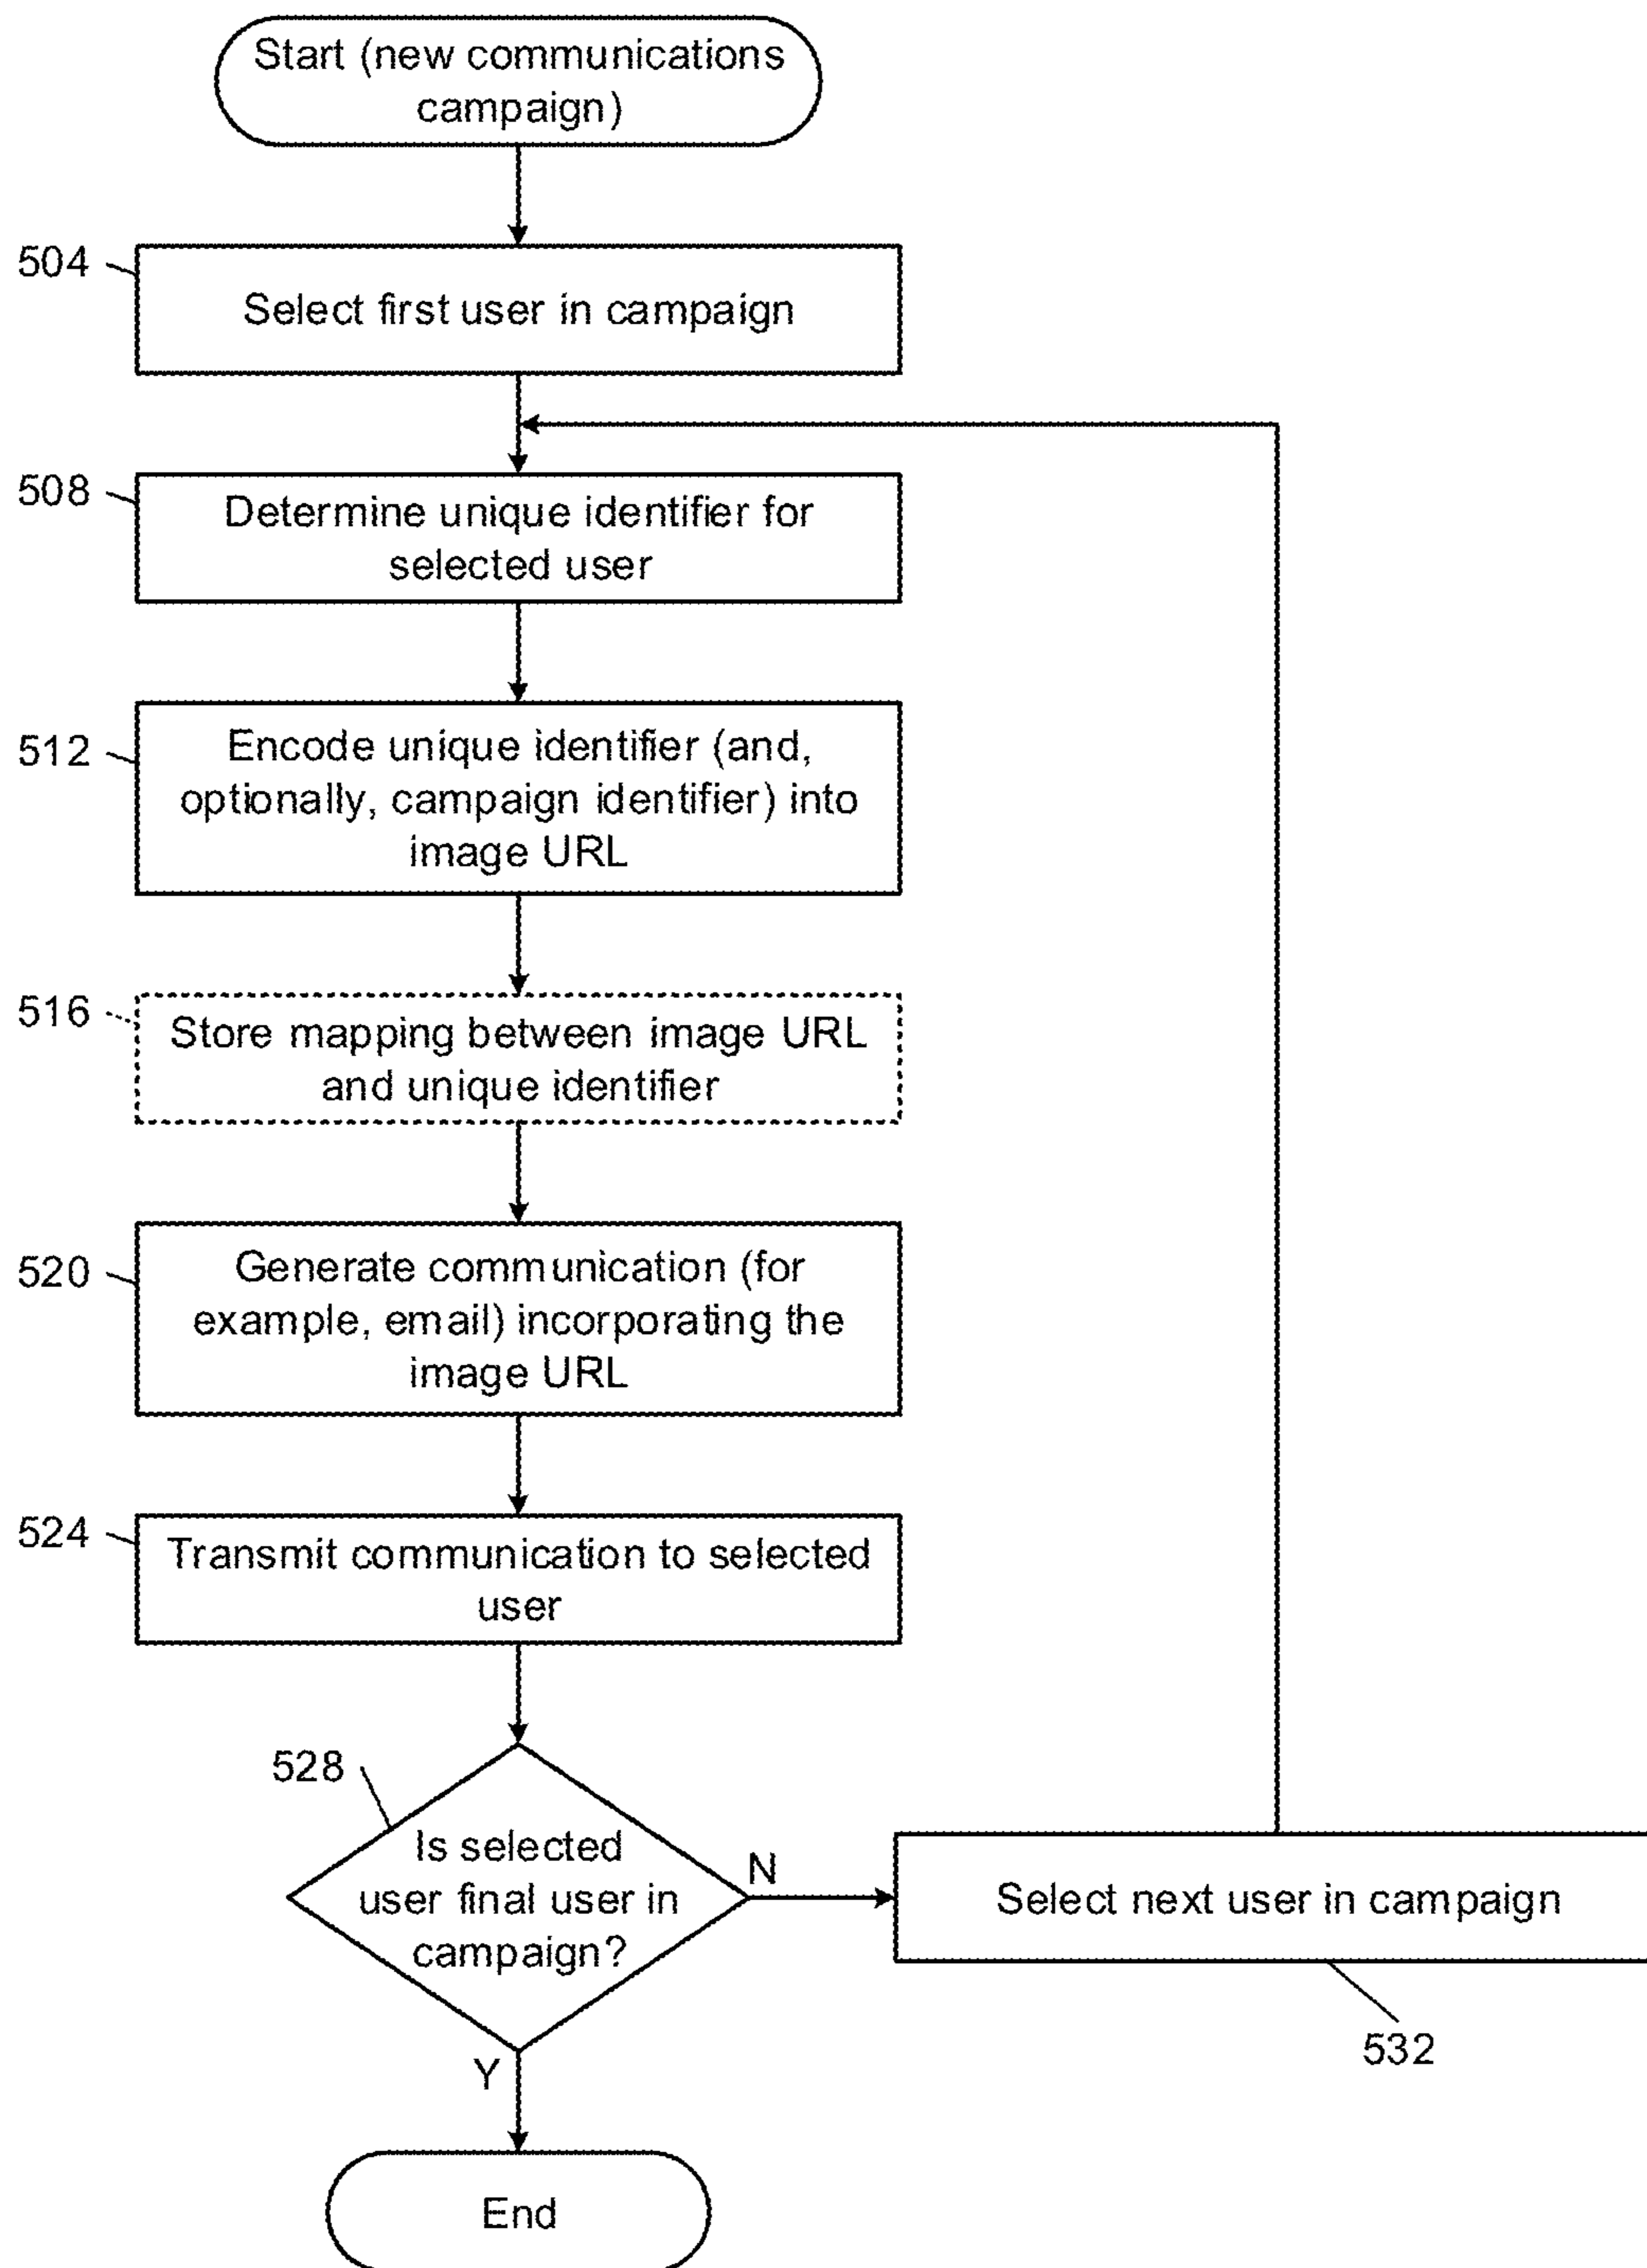 Start (new communications
campaign)
504
Select first user in campaign
508
Determine unique identifier for
selected user
512
Encode unique identifier (and,
optionally, campaign identifier) into
image URL
516
Store mapping between image URL
and unique identifier
520
Generate communication (for
example, email) incorporating the
image URL
524
Transmit communication to selected
user
528
Is selected
user final user in
campaign?
N
Select next user in campaign
532
Y
End